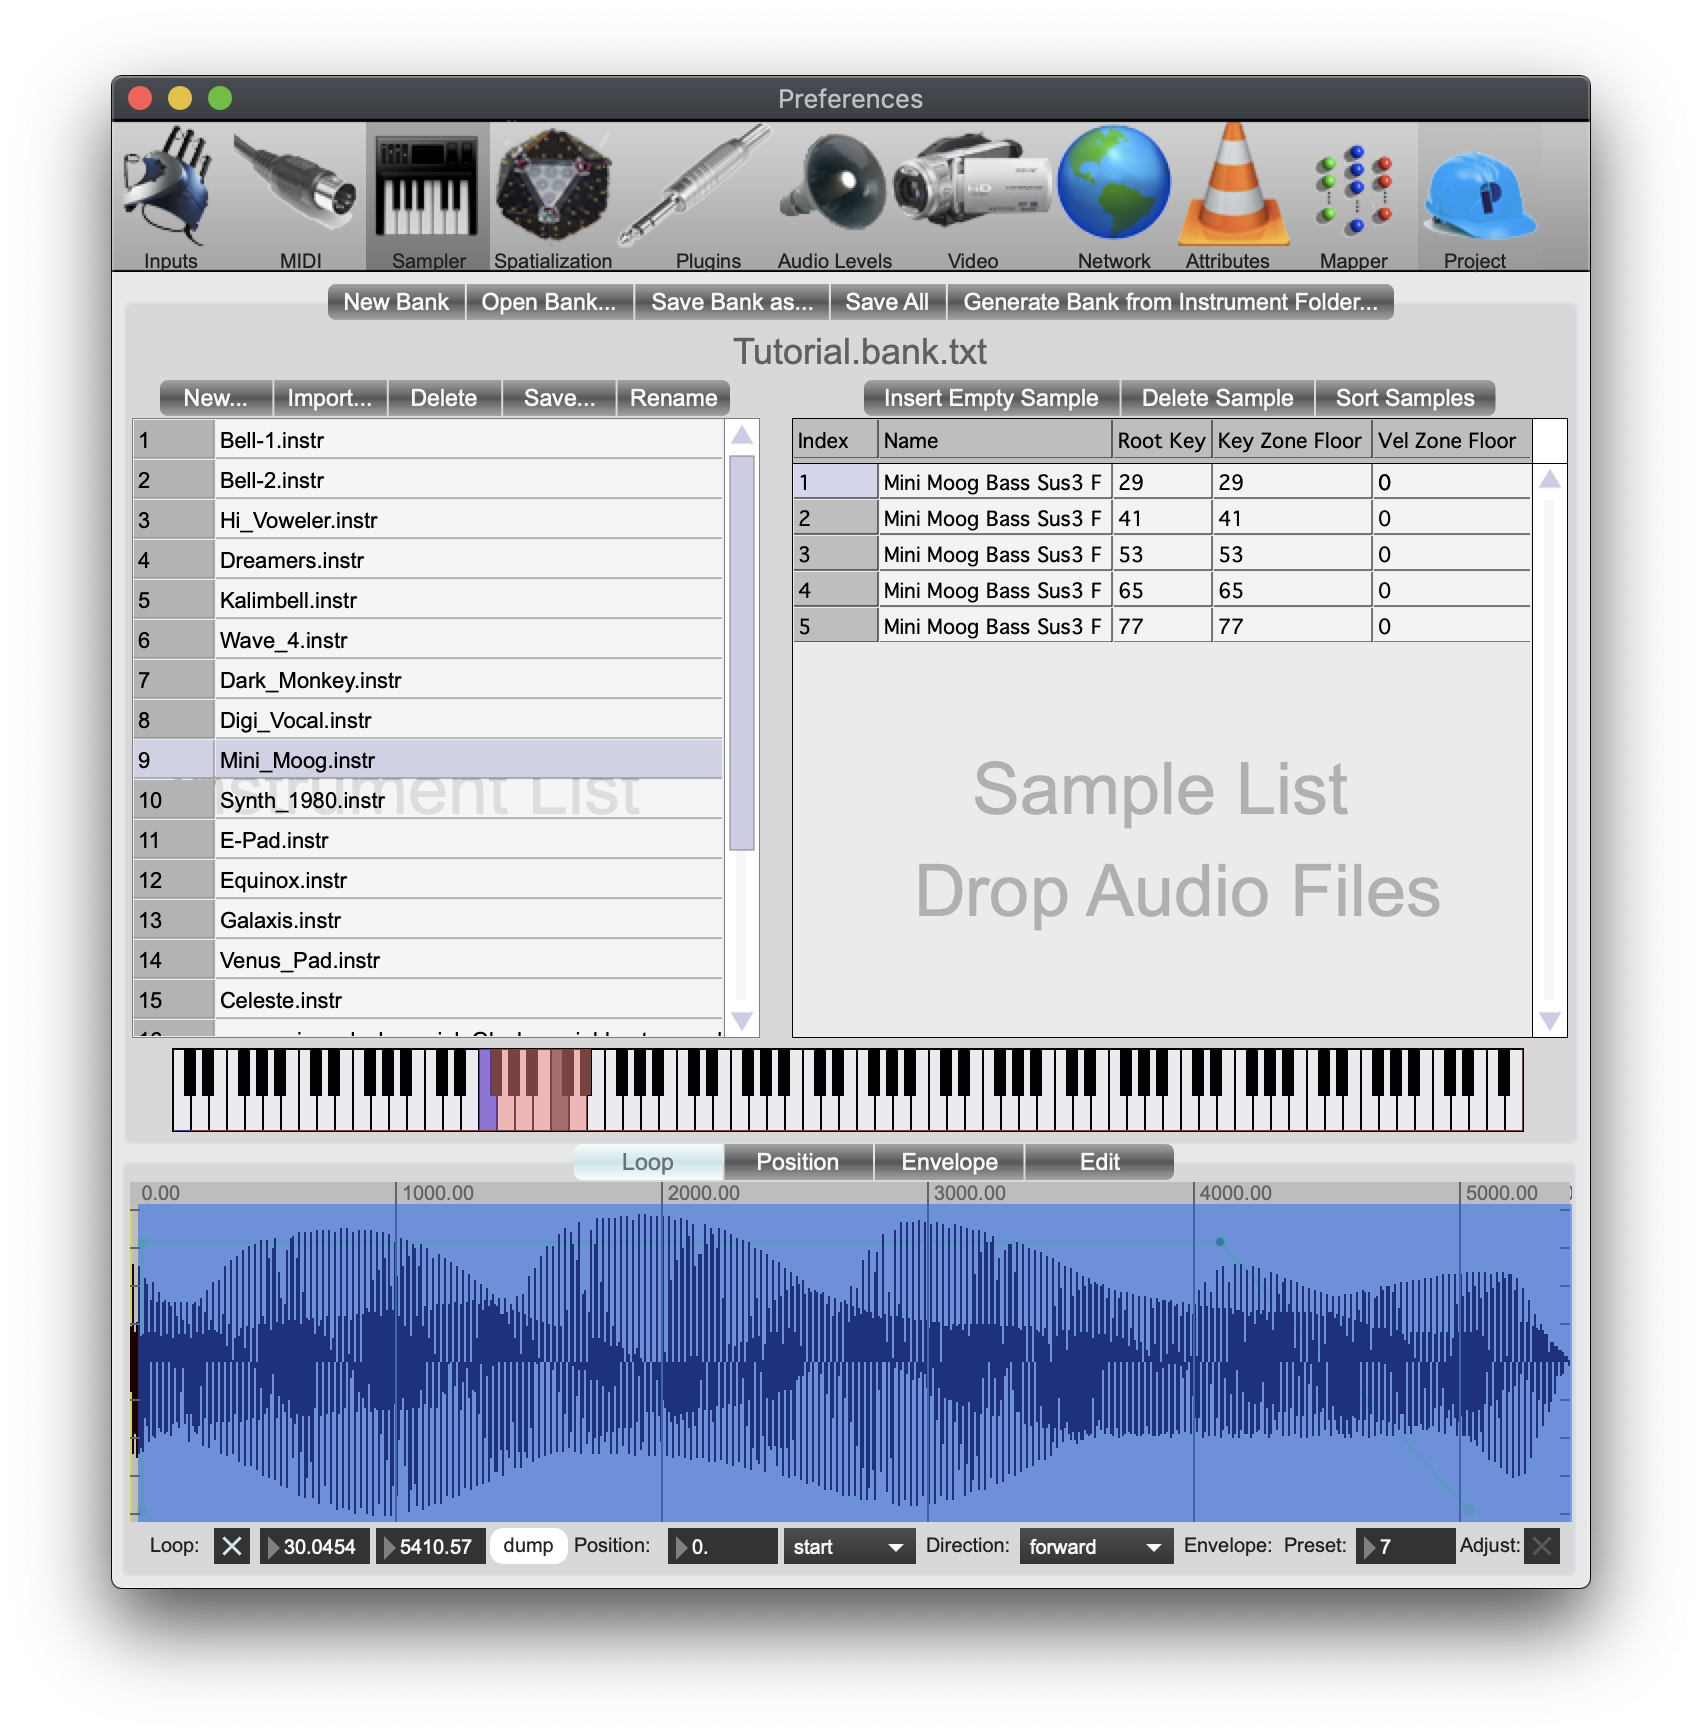 Preferences
Inputs MIDI Sampler Spatialization Plugins Audio Levels Video Network Attributes Mapper Project
New Bank Open Bank... Save Bank as... Save All Generate Bank from Instrument Folder...
Tutorial.bank.txt
New... Import... Delete Save... Rename
1 Bell-1.instr
2 Bell-2.instr
3 Hi_Voweler.instr
4 Dreamers.instr
5 Kalimbell.instr
6 Wave_4.instr
7 Dark_Monkey.instr
8 Digi_Vocal.instr
9 Mini_Moog.instr
Instrument List
10 Synth_1980.instr
11 E-Pad.instr
12 Equinox.instr
13 Galaxis.instr
14 Venus_Pad.instr
15 Celeste.instr
Insert Empty Sample Delete Sample Sort Samples
Index Name Root Key Key Zone Floor Vel Zone Floor
1 Mini Moog Bass Sus3 F 29 29 0
2 Mini Moog Bass Sus3 F 41 41 0
3 Mini Moog Bass Sus3 F 53 53 0
4 Mini Moog Bass Sus3 F 65 65 0
5 Mini Moog Bass Sus3 F 77 77 0
Sample List
Drop Audio Files
Loop Position Envelope Edit
0.00 1000.00 2000.00 3000.00 4000.00 5000.00
Loop: 30.0454 5410.57 dump Position: 0. start Direction: forward Envelope: Preset: 7 Adjust: